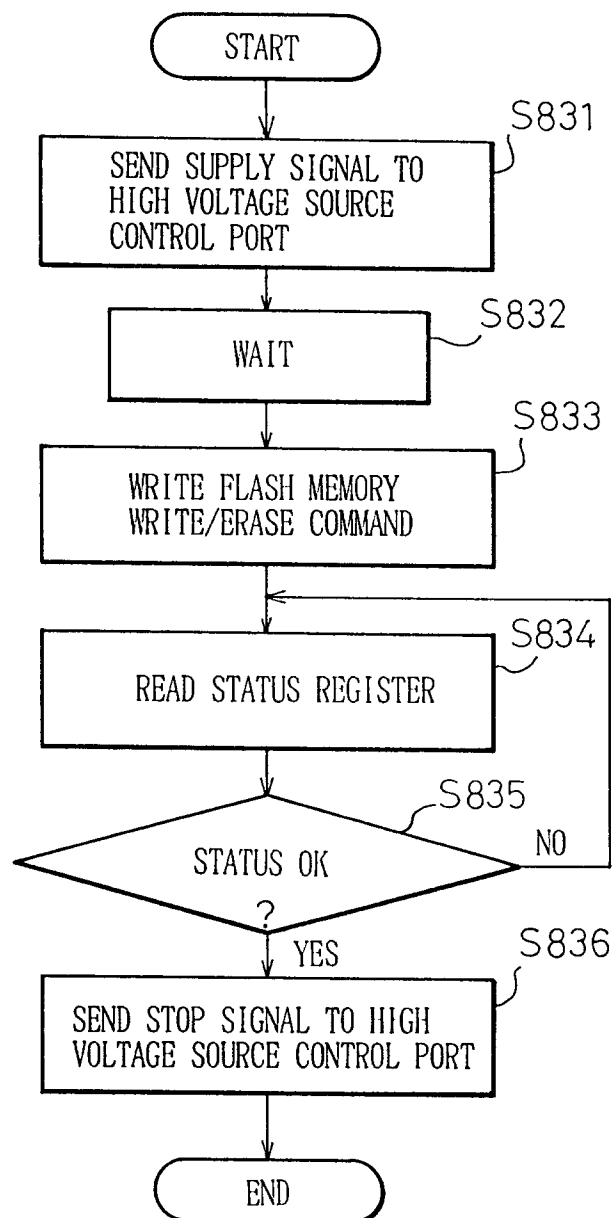 START
S831
SEND SUPPLY SIGNAL TO
HIGH VOLTAGE SOURCE
CONTROL PORT
S832
WAIT
S833
WRITE FLASH MEMORY
WRITE/ERASE COMMAND
S834
READ STATUS REGISTER
S835
STATUS OK
?
NO
YES
S836
SEND STOP SIGNAL TO HIGH
VOLTAGE SOURCE CONTROL PORT
END